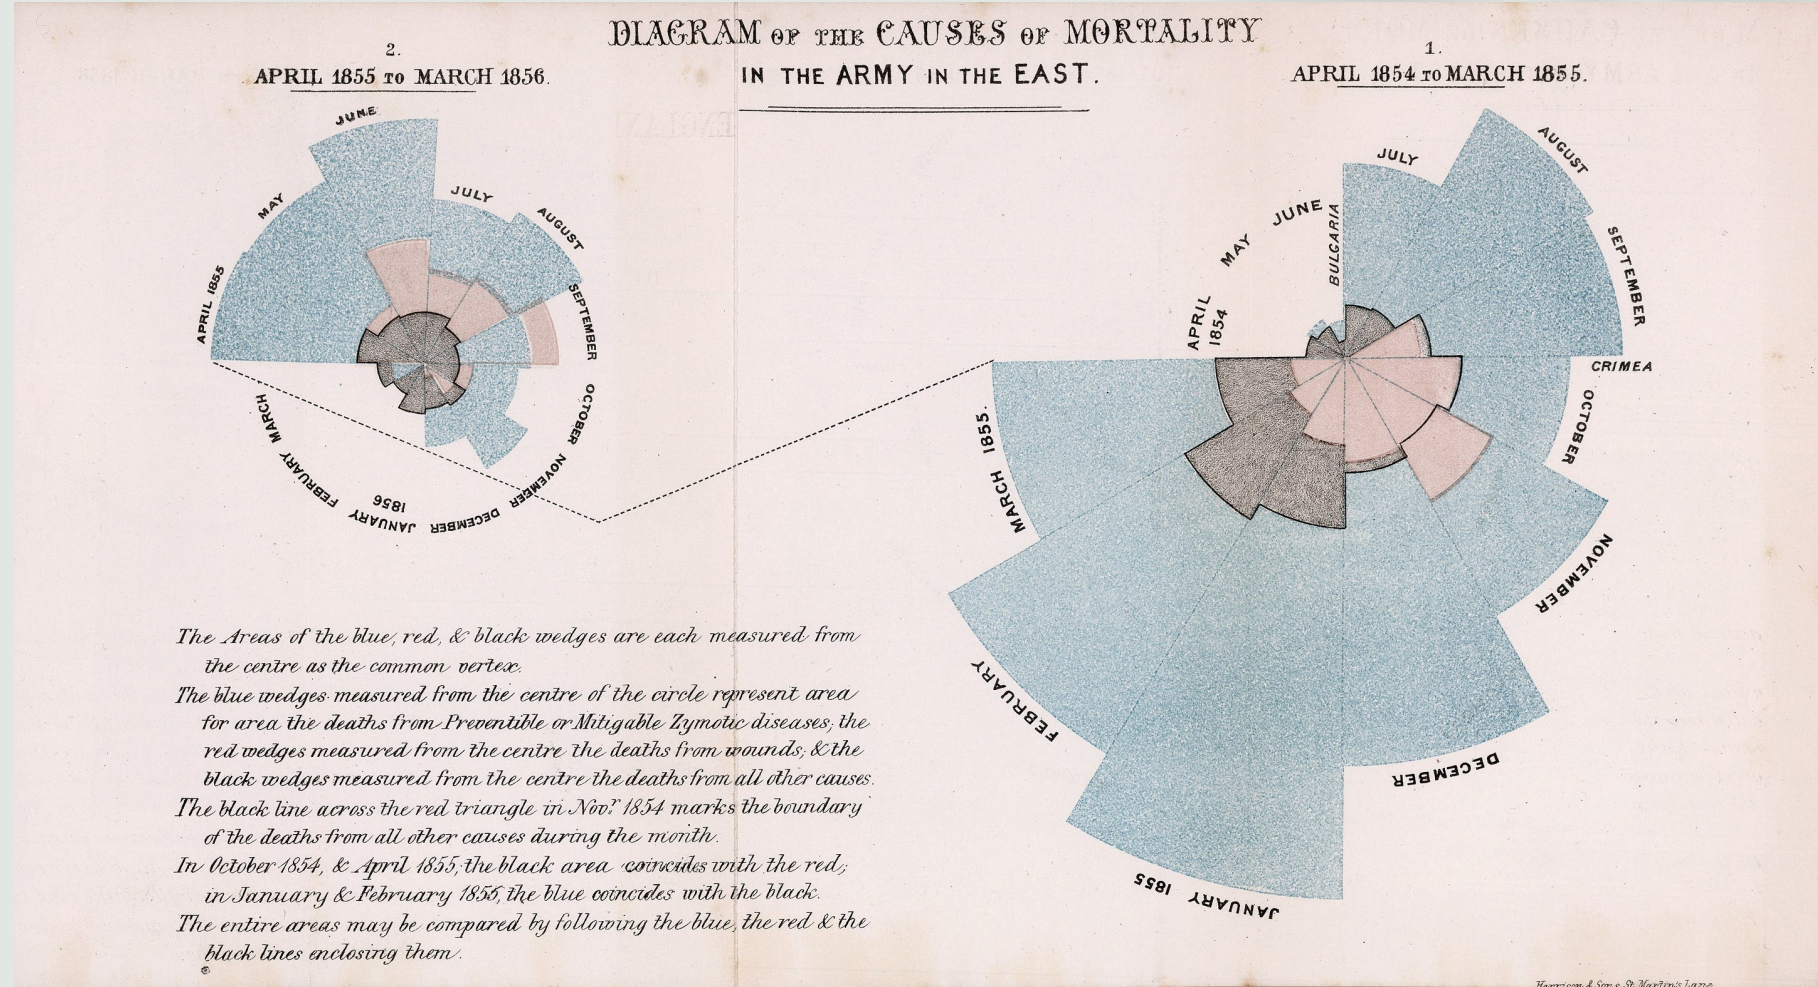 DIAGRAM OF THE CAUSES OF MORTALITY
IN THE ARMY IN THE EAST.
2.
APRIL 1855 TO MARCH 1856.
1.
APRIL 1854 TO MARCH 1855.
APRIL 1855
MAY
JUNE
JULY
AUGUST
SEPTEMBER
OCTOBER
NOVEMBER
DECEMBER
JANUARY
1856
FEBRUARY
MARCH
APRIL
1854
MAY
JUNE
BULGARIA
JULY
AUGUST
SEPTEMBER
CRIMEA
OCTOBER
NOVEMBER
DECEMBER
JANUARY 1855
FEBRUARY
MARCH 1855.
The Areas of the blue, red, & black wedges are each measured from
the centre as the common vertex.
The blue wedges measured from the centre of the circle represent area
for area the deaths from Preventible or Mitigable Zymotic diseases; the
red wedges measured from the centre the deaths from wounds; & the
black wedges measured from the centre the deaths from all other causes.
The black line across the red triangle in Novr. 1854 marks the boundary
of the deaths from all other causes during the month.
In October 1854, & April 1855, the black area coincides with the red;
in January & February 1855, the blue coincides with the black.
The entire areas may be compared by following the blue, the red & the
black lines enclosing them.
Harrison & Sons St. Martin's Lane